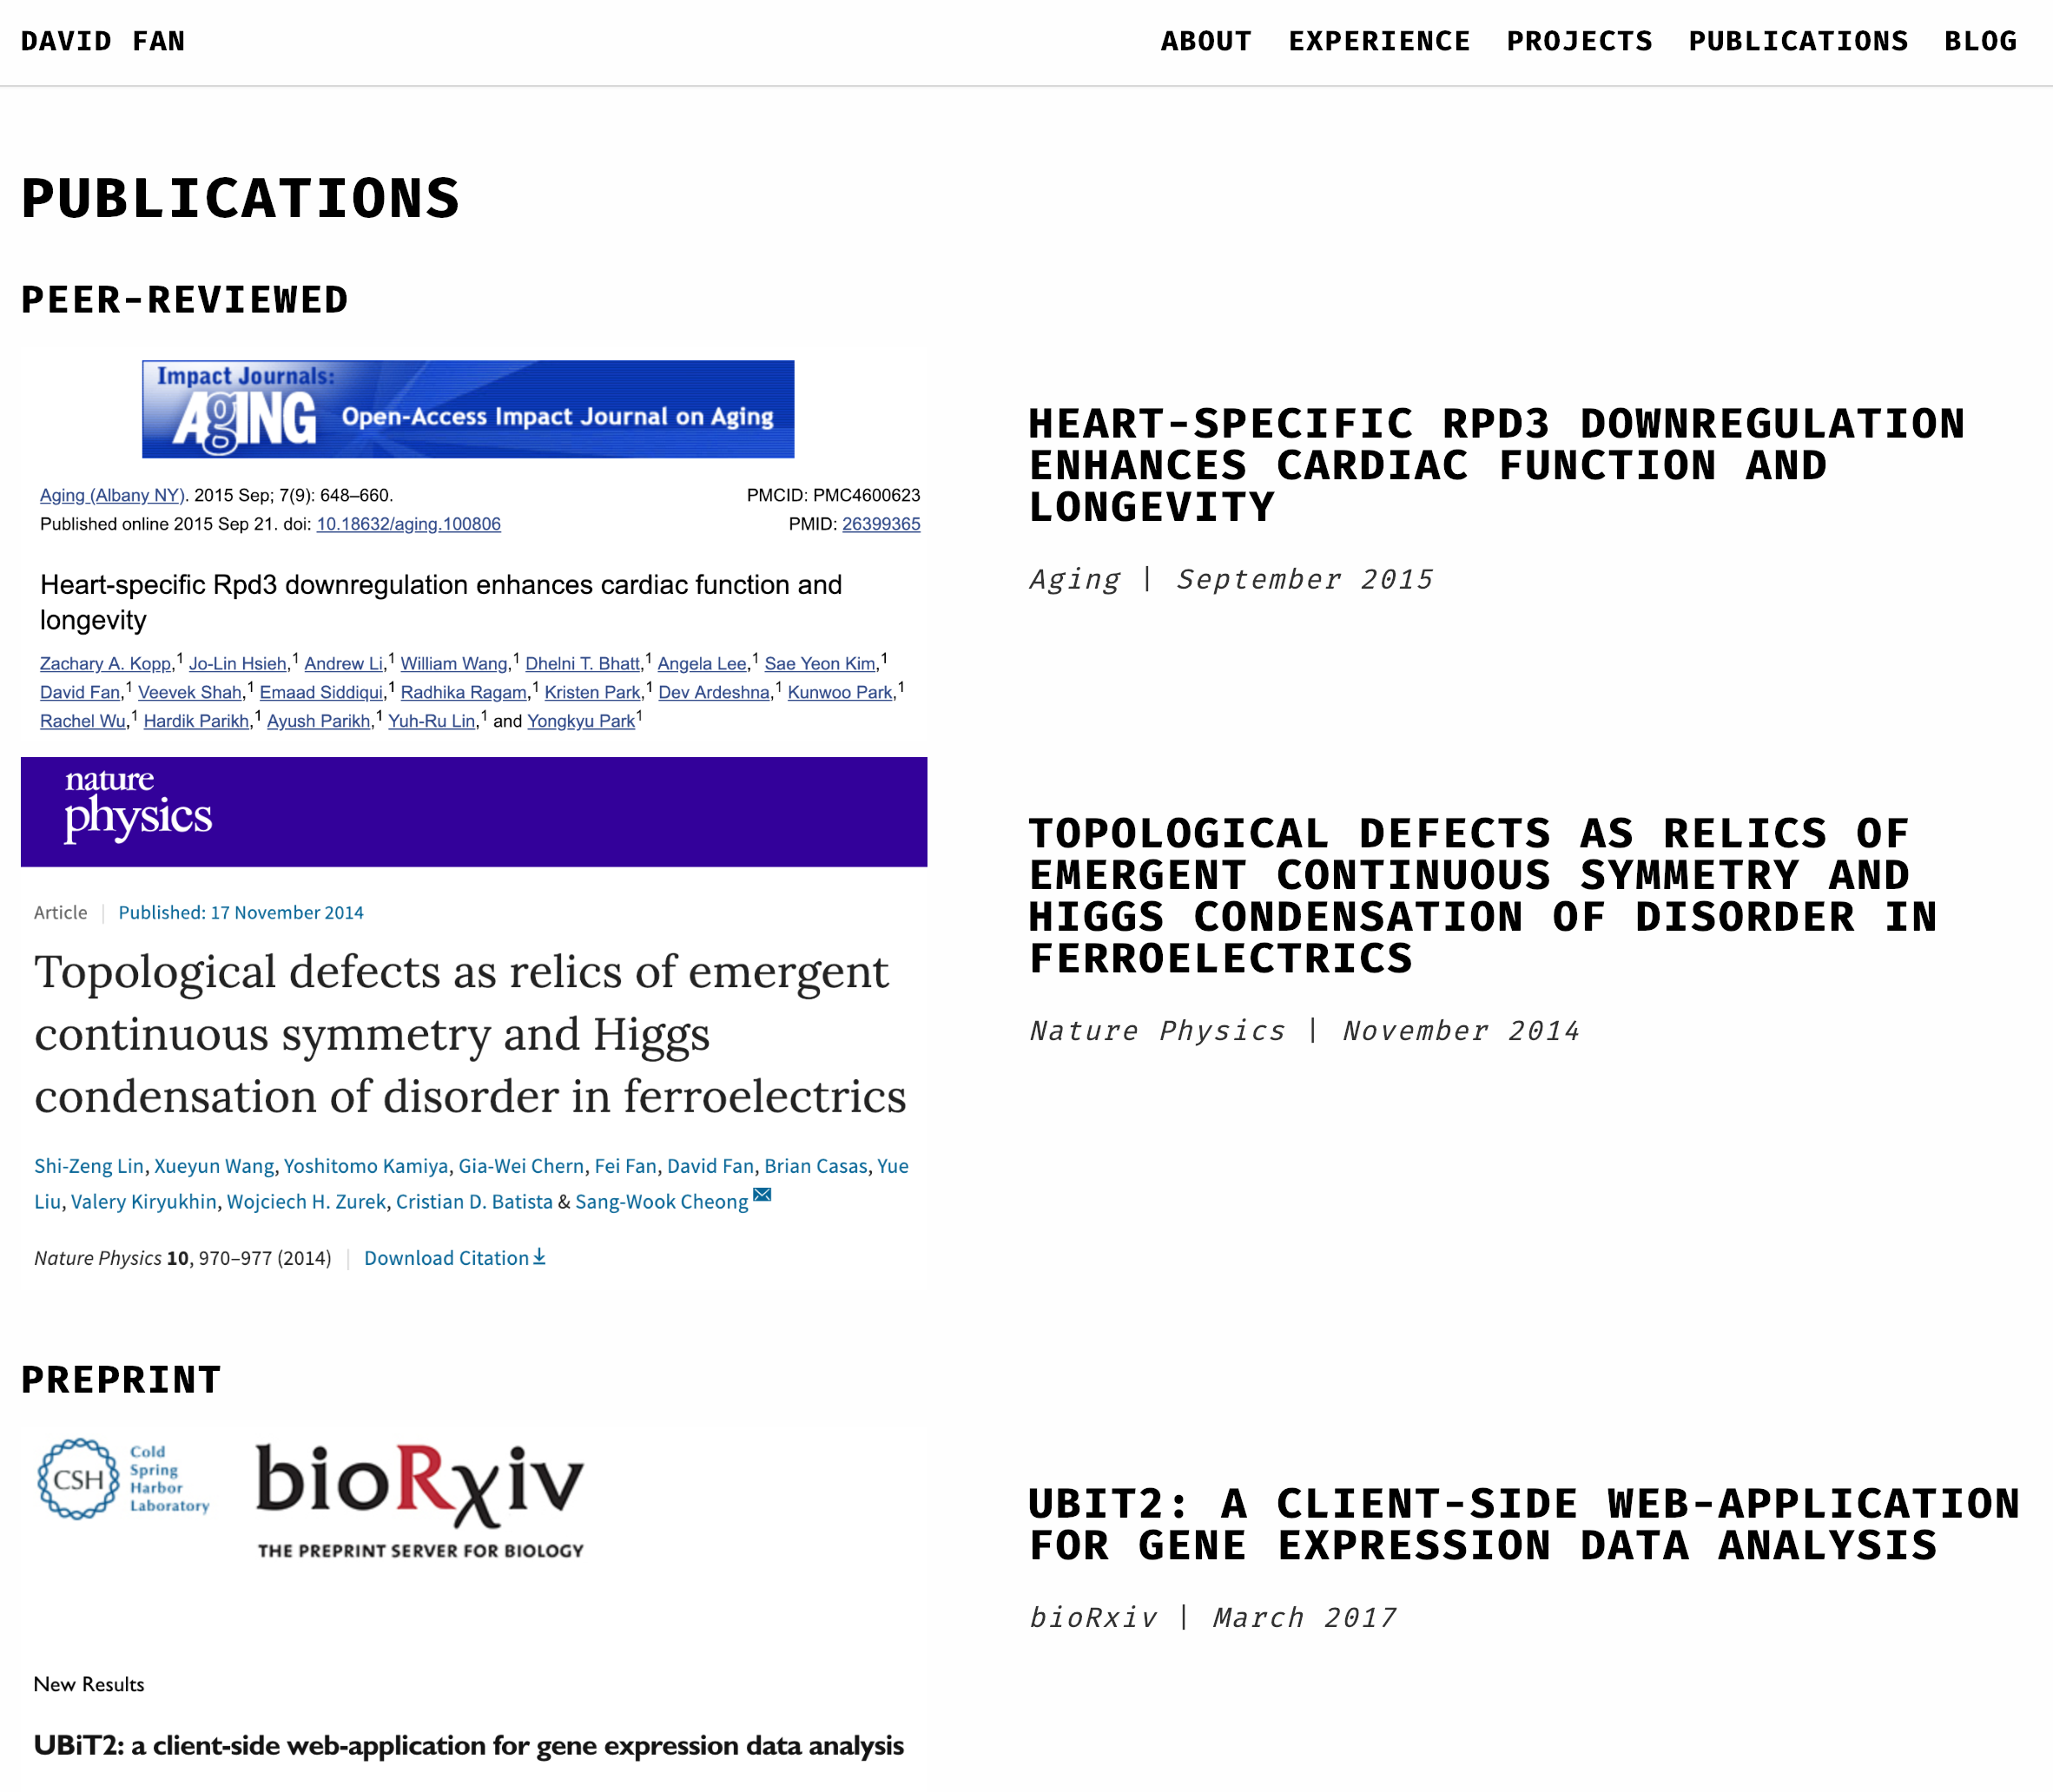 DAVID FAN
ABOUT EXPERIENCE PROJECTS PUBLICATIONS BLOG
PUBLICATIONS
PEER-REVIEWED
Impact Journals:
AgING Open-Access Impact Journal on Aging
Aging (Albany NY). 2015 Sep; 7(9): 648–660.
Published online 2015 Sep 21. doi: 10.18632/aging.100806
PMCID: PMC4600623
PMID: 26399365
Heart-specific Rpd3 downregulation enhances cardiac function and
longevity
Zachary A. Kopp,1 Jo-Lin Hsieh,1 Andrew Li,1 William Wang,1 Dhelni T. Bhatt,1 Angela Lee,1 Sae Yeon Kim,1
David Fan,1 Veevek Shah,1 Emaad Siddiqui,1 Radhika Ragam,1 Kristen Park,1 Dev Ardeshna,1 Kunwoo Park,1
Rachel Wu,1 Hardik Parikh,1 Ayush Parikh,1 Yuh-Ru Lin,1 and Yongkyu Park1
HEART-SPECIFIC RPD3 DOWNREGULATION
ENHANCES CARDIAC FUNCTION AND
LONGEVITY
Aging | September 2015
nature
physics
Article | Published: 17 November 2014
Topological defects as relics of emergent
continuous symmetry and Higgs
condensation of disorder in ferroelectrics
Shi-Zeng Lin, Xueyun Wang, Yoshitomo Kamiya, Gia-Wei Chern, Fei Fan, David Fan, Brian Casas, Yue
Liu, Valery Kiryukhin, Wojciech H. Zurek, Cristian D. Batista & Sang-Wook Cheong
Nature Physics 10, 970–977 (2014) | Download Citation
TOPOLOGICAL DEFECTS AS RELICS OF
EMERGENT CONTINUOUS SYMMETRY AND
HIGGS CONDENSATION OF DISORDER IN
FERROELECTRICS
Nature Physics | November 2014
PREPRINT
CSH
Cold
Spring
Harbor
Laboratory
bioRxiv
THE PREPRINT SERVER FOR BIOLOGY
New Results
UBiT2: a client-side web-application for gene expression data analysis
UBIT2: A CLIENT-SIDE WEB-APPLICATION
FOR GENE EXPRESSION DATA ANALYSIS
bioRxiv | March 2017